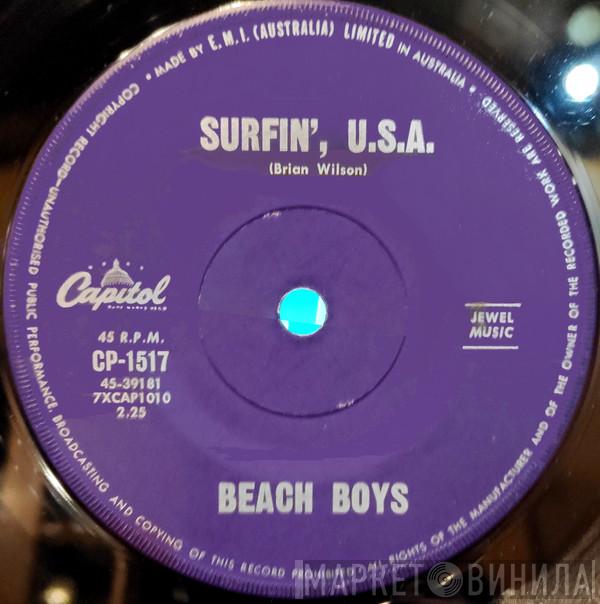 • MADE BY E.M.I. (AUSTRALIA) LIMITED IN AUSTRALIA •
COPYRIGHT RECORD—UNAUTHORISED PUBLIC PERFORMANCE, BROADCASTING AND COPYING OF THIS RECORD PROHIBITED. ALL RIGHTS OF THE MANUFACTURER AND OF THE OWNER OF THE RECORDED WORK ARE RESERVED
SURFIN', U.S.A.
(Brian Wilson)
Capitol
45 R.P.M.
CP-1517
45-39181
7XCAP1010
2.25
JEWEL
MUSIC
BEACH BOYS
МАРКЕТ ВИНИЛА